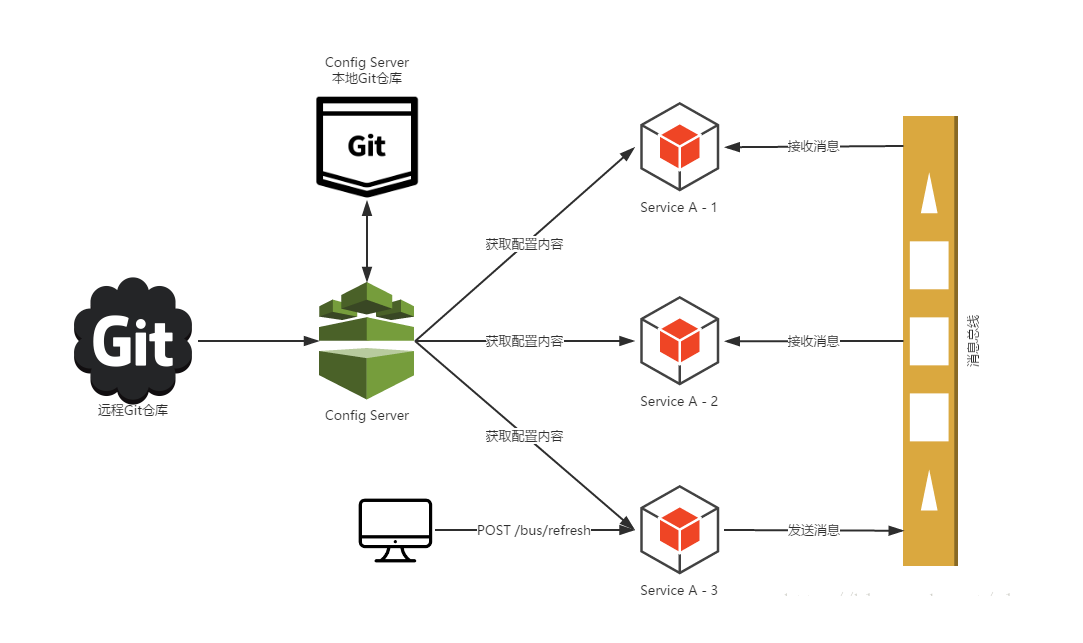 Config Server
本地Git仓库
Git
接收消息
Service A - 1
获取配置内容
Git
获取配置内容
接收消息
消息总线
远程Git仓库
Config Server
Service A - 2
获取配置内容
POST /bus/refresh
发送消息
Service A - 3